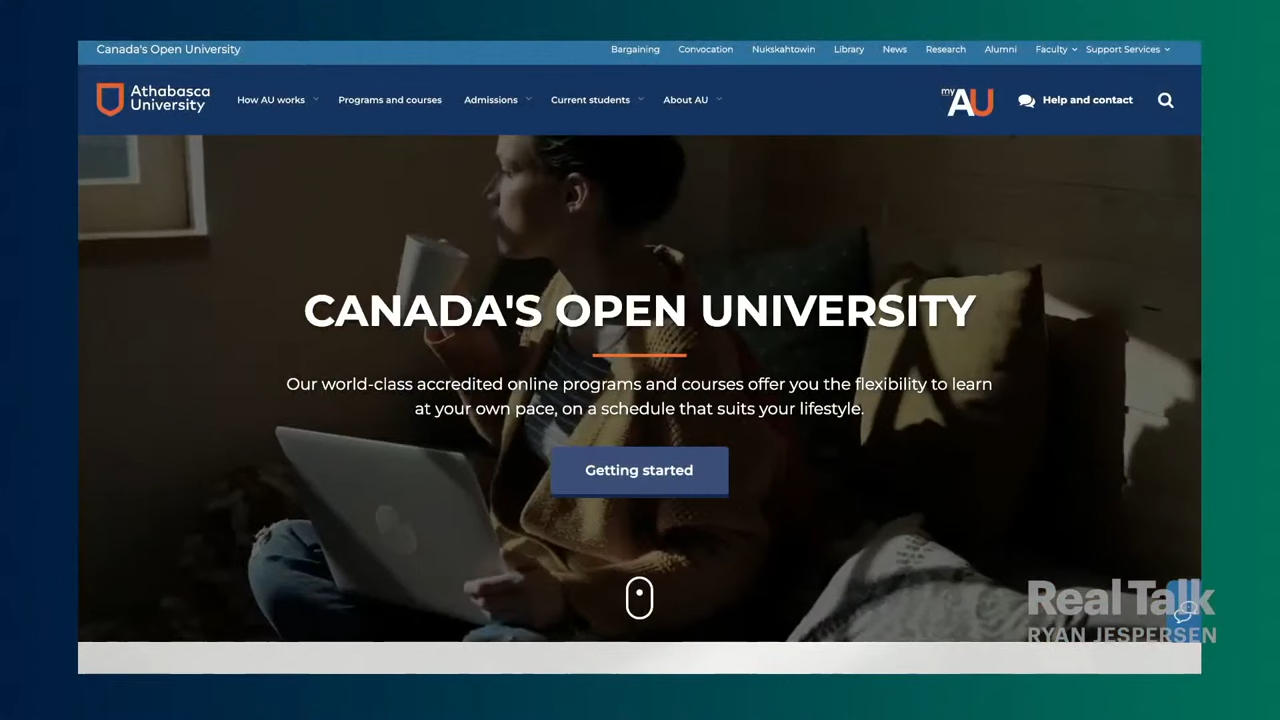 Canada's Open University
Bargaining Convocation Nukskahtowin Library News Research Alumni Faculty Support Services
Athabasca
University
How AU works Programs and courses Admissions Current students About AU
my AU
Help and contact
CANADA'S OPEN UNIVERSITY
Our world-class accredited online programs and courses offer you the flexibility to learn
at your own pace, on a schedule that suits your lifestyle.
Getting started
Real Talk
RYAN JESPERSEN